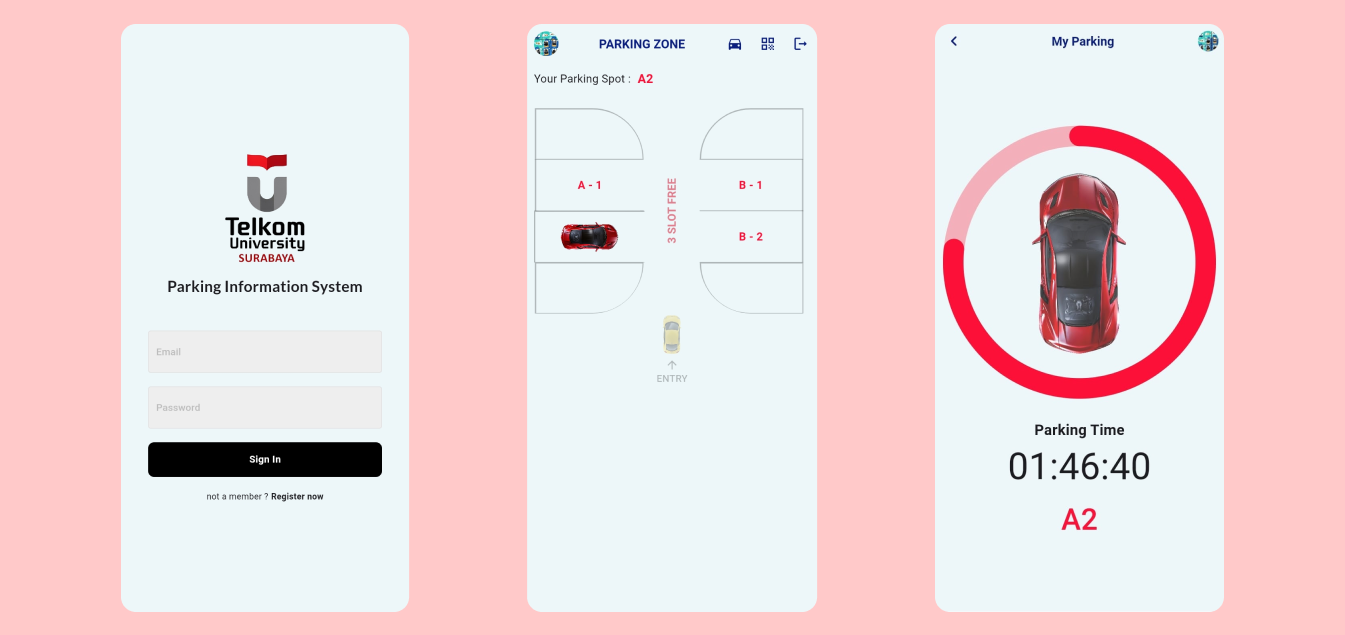 Telkom
University
SURABAYA
Parking Information System
Email
Password
Sign In
not a member ? Register now
PARKING ZONE
Your Parking Spot : A2
A - 1
B - 1
3 SLOT FREE
B - 2
ENTRY
My Parking
Parking Time
01:46:40
A2